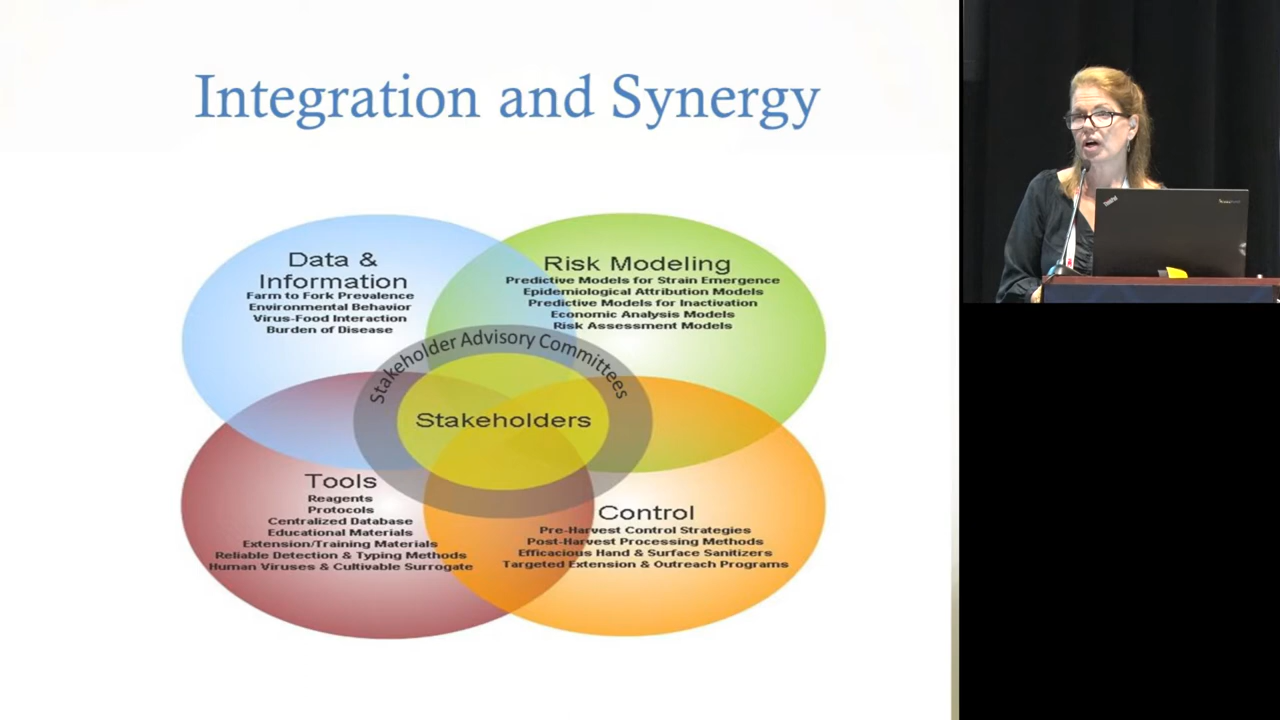 Integration and Synergy
Data &
Information
Farm to Fork Prevalence
Environmental Behavior
Virus-Food Interaction
Burden of Disease
Risk Modeling
Predictive Models for Strain Emergence
Epidemiological Attribution Models
Predictive Models for Inactivation
Economic Analysis Models
Risk Assessment Models
Stakeholder Advisory Committees
Stakeholders
Tools
Reagents
Protocols
Centralized Database
Educational Materials
Extension/Training Materials
Reliable Detection & Typing Methods
Human Viruses & Cultivable Surrogate
Control
Pre-Harvest Control Strategies
Post-Harvest Processing Methods
Efficacious Hand & Surface Sanitizers
Targeted Extension & Outreach Programs
ThinkPad